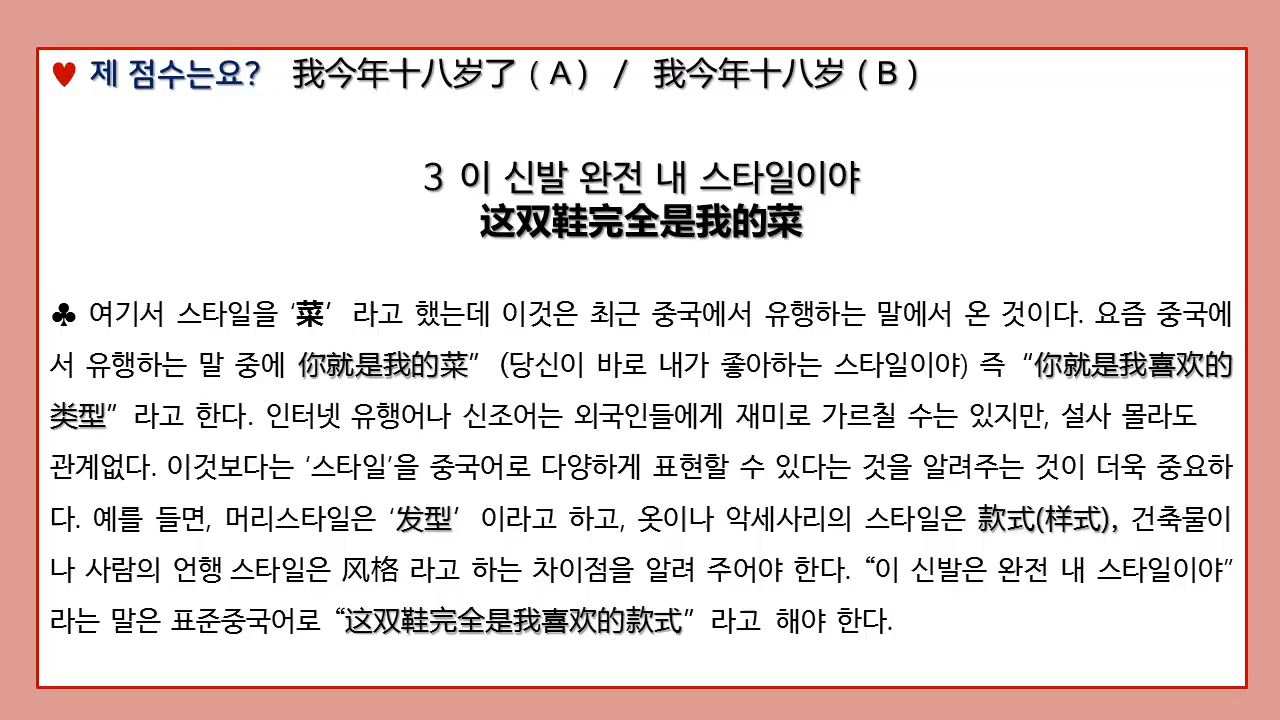 ♥ 제 점수는요? 我今年十八岁了 ( A ) / 我今年十八岁 ( B )
3 이 신발 완전 내 스타일이야
这双鞋完全是我的菜
♣ 여기서 스타일을 ‘菜’ 라고 했는데 이것은 최근 중국에서 유행하는 말에서 온 것이다. 요즘 중국에
서 유행하는 말 중에 你就是我的菜” (당신이 바로 내가 좋아하는 스타일이야) 즉 “你就是我喜欢的
类型” 라고 한다. 인터넷 유행어나 신조어는 외국인들에게 재미로 가르칠 수는 있지만, 설사 몰라도
관계없다. 이것보다는 ‘스타일’을 중국어로 다양하게 표현할 수 있다는 것을 알려주는 것이 더욱 중요하
다. 예를 들면, 머리스타일은 ‘发型’ 이라고 하고, 옷이나 악세사리의 스타일은 款式(样式), 건축물이
나 사람의 언행 스타일은 风格 라고 하는 차이점을 알려 주어야 한다. “이 신발은 완전 내 스타일이야”
라는 말은 표준중국어로 “这双鞋完全是我喜欢的款式” 라고 해야 한다.